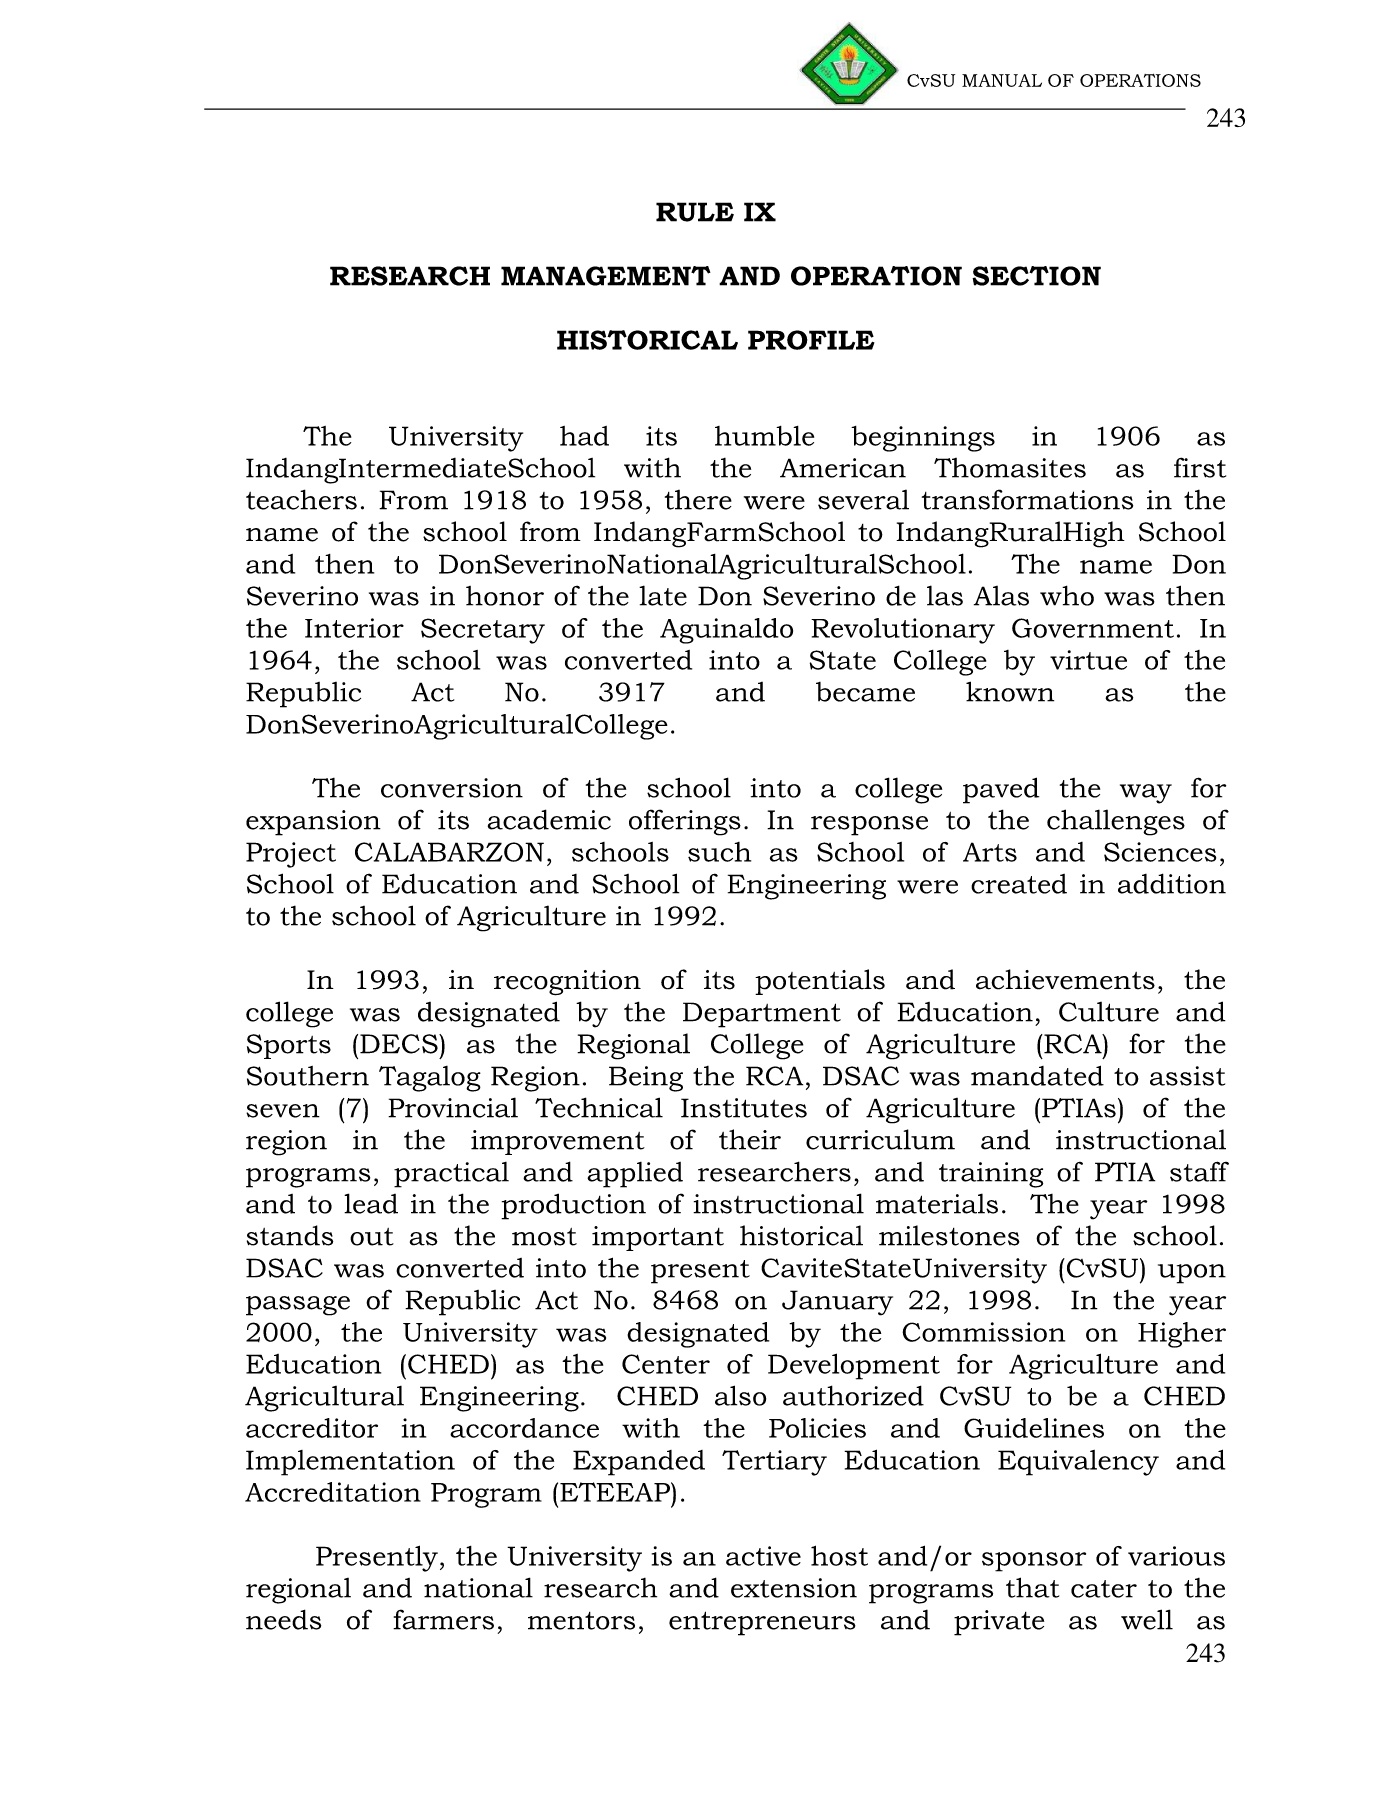 CvSU MANUAL OF OPERATIONS
243
RULE IX
RESEARCH MANAGEMENT AND OPERATION SECTION
HISTORICAL PROFILE
The University had its humble beginnings in 1906 as
IndangIntermediateSchool with the American Thomasites as first
teachers. From 1918 to 1958, there were several transformations in the
name of the school from IndangFarmSchool to IndangRuralHigh School
and then to DonSeverinoNationalAgriculturalSchool. The name Don
Severino was in honor of the late Don Severino de las Alas who was then
the Interior Secretary of the Aguinaldo Revolutionary Government. In
1964, the school was converted into a State College by virtue of the
Republic Act No. 3917 and became known as the
DonSeverinoAgriculturalCollege.
The conversion of the school into a college paved the way for
expansion of its academic offerings. In response to the challenges of
Project CALABARZON, schools such as School of Arts and Sciences,
School of Education and School of Engineering were created in addition
to the school of Agriculture in 1992.
In 1993, in recognition of its potentials and achievements, the
college was designated by the Department of Education, Culture and
Sports (DECS) as the Regional College of Agriculture (RCA) for the
Southern Tagalog Region. Being the RCA, DSAC was mandated to assist
seven (7) Provincial Technical Institutes of Agriculture (PTIAs) of the
region in the improvement of their curriculum and instructional
programs, practical and applied researchers, and training of PTIA staff
and to lead in the production of instructional materials. The year 1998
stands out as the most important historical milestones of the school.
DSAC was converted into the present CaviteStateUniversity (CvSU) upon
passage of Republic Act No. 8468 on January 22, 1998. In the year
2000, the University was designated by the Commission on Higher
Education (CHED) as the Center of Development for Agriculture and
Agricultural Engineering. CHED also authorized CvSU to be a CHED
accreditor in accordance with the Policies and Guidelines on the
Implementation of the Expanded Tertiary Education Equivalency and
Accreditation Program (ETEEAP).
Presently, the University is an active host and/or sponsor of various
regional and national research and extension programs that cater to the
needs of farmers, mentors, entrepreneurs and private as well as
243